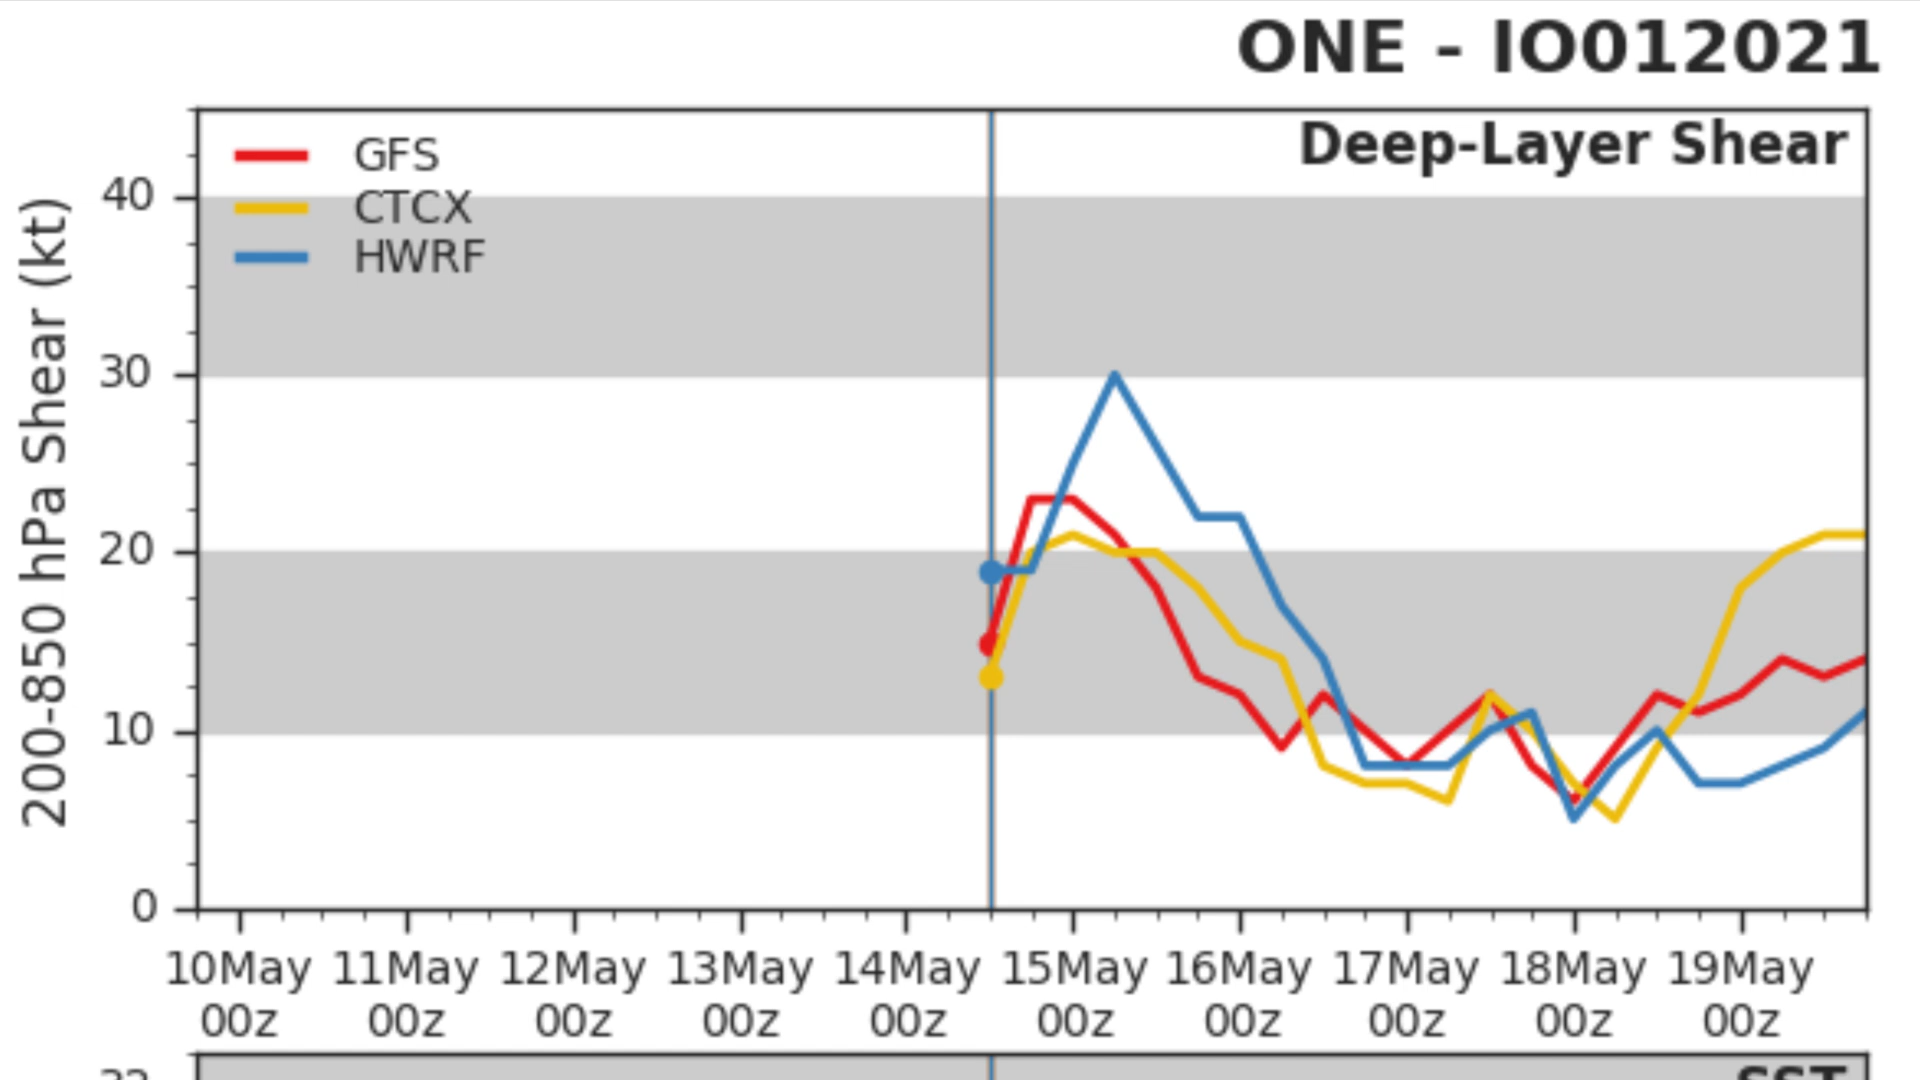 ONE - IO012021
Deep-Layer Shear
GFS
CTCX
HWRF
200-850 hPa Shear (kt)
40
30
20
10
0
10May 11May 12May 13May 14May 15May 16May 17May 18May 19May
00z 00z 00z 00z 00z 00z 00z 00z 00z 00z
SST